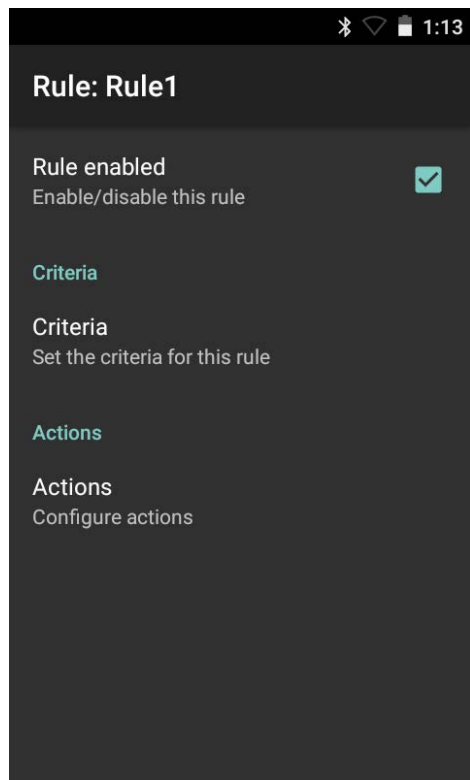 1:13
Rule: Rule1
Rule enabled
Enable/disable this rule
Criteria
Criteria
Set the criteria for this rule
Actions
Actions
Configure actions